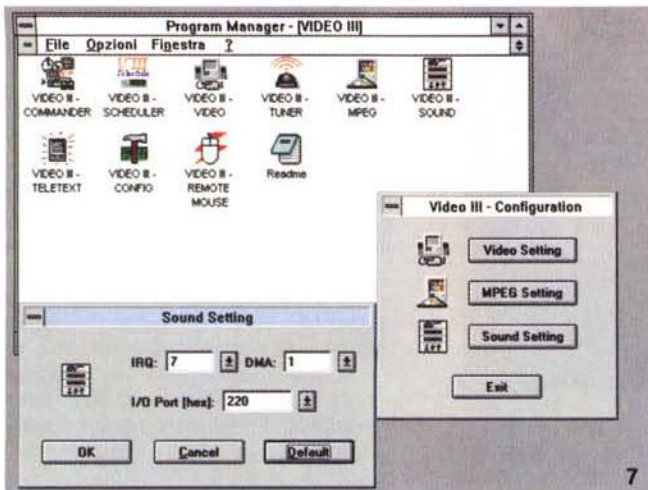 Program Manager - [VIDEO III]
File Opzioni Finestra ?
VIDEO III - COMMANDER
VIDEO III - SCHEDULER
VIDEO III - VIDEO
VIDEO III - TUNER
VIDEO III - MPEG
VIDEO III - SOUND
VIDEO III - TELETEXT
VIDEO III - CONFIG
VIDEO III - REMOTE MOUSE
Readme
Video III - Configuration
Video Setting
MPEG Setting
Sound Setting
Exit
Sound Setting
IRQ: 7 DMA: 1
I/O Port [hex]: 220
OK Cancel Default
7